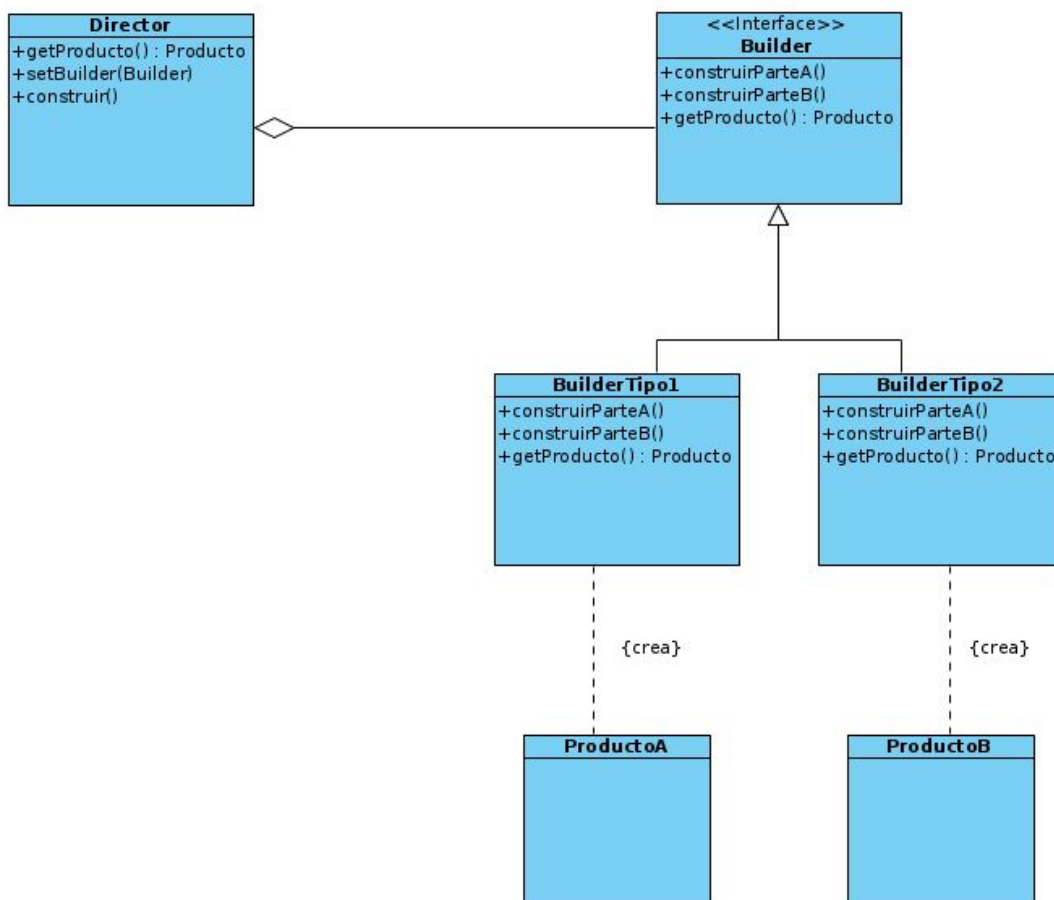 Director
+getProducto() : Producto
+setBuilder(Builder)
+construir()
<<Interface>>
Builder
+construirParteA()
+construirParteB()
+getProducto() : Producto
BuilderTipo1
+construirParteA()
+construirParteB()
+getProducto() : Producto
BuilderTipo2
+construirParteA()
+construirParteB()
+getProducto() : Producto
{crea}
{crea}
ProductoA
ProductoB